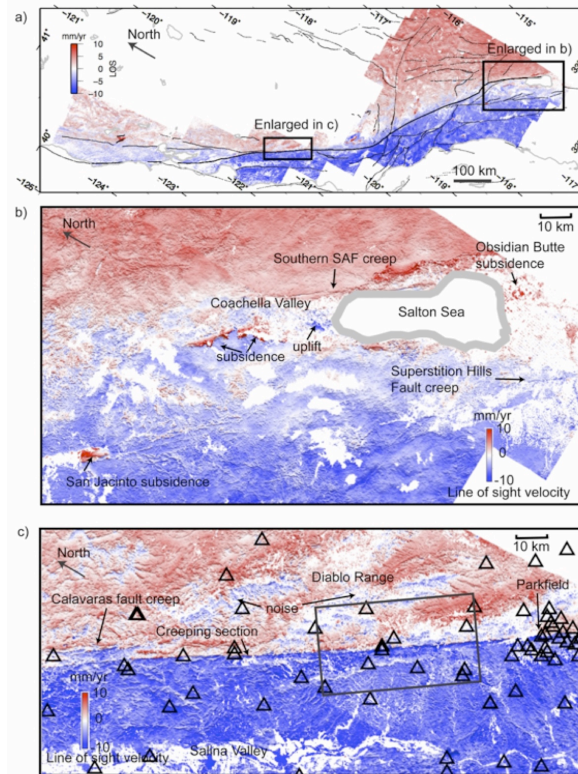 a)
-121°
-120°
-119°
-118°
-117°
-116°
-115°
41°
40°
-125°
-124°
-123°
-122°
-121°
-120°
-119°
-118°
-117°
mm/yr
10
5
0
-5
-10
LOS
North
Enlarged in b)
Enlarged in c)
100 km
b)
North
10 km
Southern SAF creep
Obsidian Butte
subsidence
Coachella Valley
Salton Sea
uplift
subsidence
Superstition Hills
Fault creep
mm/yr
10
0
-10
San Jacinto subsidence
Line of sight velocity
c)
North
10 km
Diablo Range
Parkfield
Calavaras fault creep
noise
Creeping section
mm/yr
10
0
-10
Line of sight velocity
Salina Valley